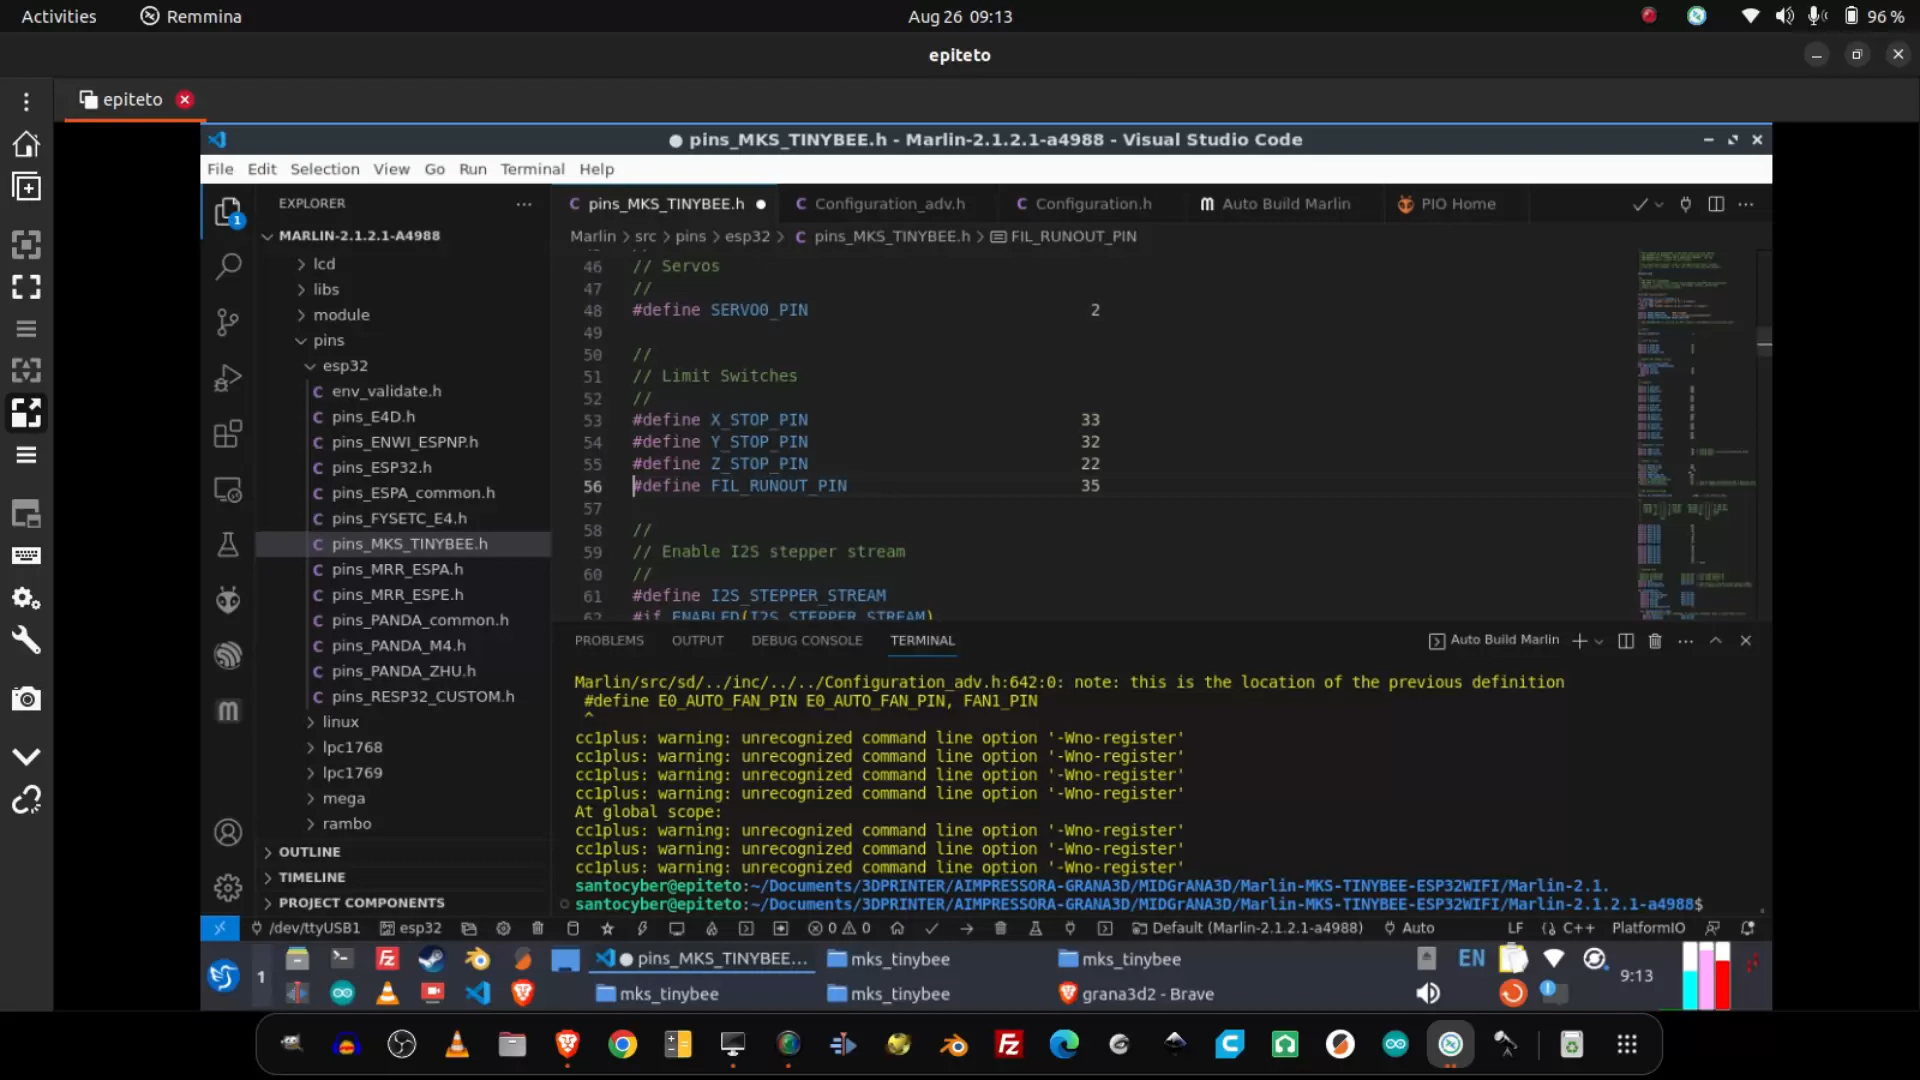 Activities
Remmina
Aug 26 09:13
96 %
epiteto
epiteto
pins_MKS_TINYBEE.h - Marlin-2.1.2.1-a4988 - Visual Studio Code
File Edit Selection View Go Run Terminal Help
EXPLORER
MARLIN-2.1.2.1-A4988
lcd
libs
module
pins
esp32
C env_validate.h
C pins_E4D.h
C pins_ENWI_ESPNP.h
C pins_ESP32.h
C pins_ESPA_common.h
C pins_FYSETC_E4.h
C pins_MKS_TINYBEE.h
C pins_MRR_ESPA.h
C pins_MRR_ESPE.h
C pins_PANDA_common.h
C pins_PANDA_M4.h
C pins_PANDA_ZHU.h
C pins_RESP32_CUSTOM.h
linux
lpc1768
lpc1769
mega
rambo
OUTLINE
TIMELINE
PROJECT COMPONENTS
1
C pins_MKS_TINYBEE.h
C Configuration_adv.h
C Configuration.h
Auto Build Marlin
PIO Home
Marlin > src > pins > esp32 > C pins_MKS_TINYBEE.h > FIL_RUNOUT_PIN
46 // Servos
47 //
48 #define SERVO0_PIN 2
49
50 //
51 // Limit Switches
52 //
53 #define X_STOP_PIN 33
54 #define Y_STOP_PIN 32
55 #define Z_STOP_PIN 22
56 #define FIL_RUNOUT_PIN 35
57
58 //
59 // Enable I2S stepper stream
60 //
61 #define I2S_STEPPER_STREAM
62 #if ENABLED(I2S_STEPPER_STREAM)
PROBLEMS OUTPUT DEBUG CONSOLE TERMINAL
Auto Build Marlin
Marlin/src/sd/../inc/../../Configuration_adv.h:642:0: note: this is the location of the previous definition
#define E0_AUTO_FAN_PIN E0_AUTO_FAN_PIN, FAN1_PIN
^
cc1plus: warning: unrecognized command line option '-Wno-register'
cc1plus: warning: unrecognized command line option '-Wno-register'
cc1plus: warning: unrecognized command line option '-Wno-register'
cc1plus: warning: unrecognized command line option '-Wno-register'
At global scope:
cc1plus: warning: unrecognized command line option '-Wno-register'
cc1plus: warning: unrecognized command line option '-Wno-register'
cc1plus: warning: unrecognized command line option '-Wno-register'
santocyber@epiteto:~/Documents/3DPRINTER/AIMPRESSORA-GRANA3D/MIDGrANA3D/Marlin-MKS-TINYBEE-ESP32WIFI/Marlin-2.1.
santocyber@epiteto:~/Documents/3DPRINTER/AIMPRESSORA-GRANA3D/MIDGrANA3D/Marlin-MKS-TINYBEE-ESP32WIFI/Marlin-2.1.2.1-a4988$
/dev/ttyUSB1 esp32 0 0 Default (Marlin-2.1.2.1-a4988) Auto LF C++ PlatformIO
1
pins_MKS_TINYBEE...
mks_tinybee
mks_tinybee
EN
9:13
mks_tinybee
mks_tinybee
grana3d2 - Brave